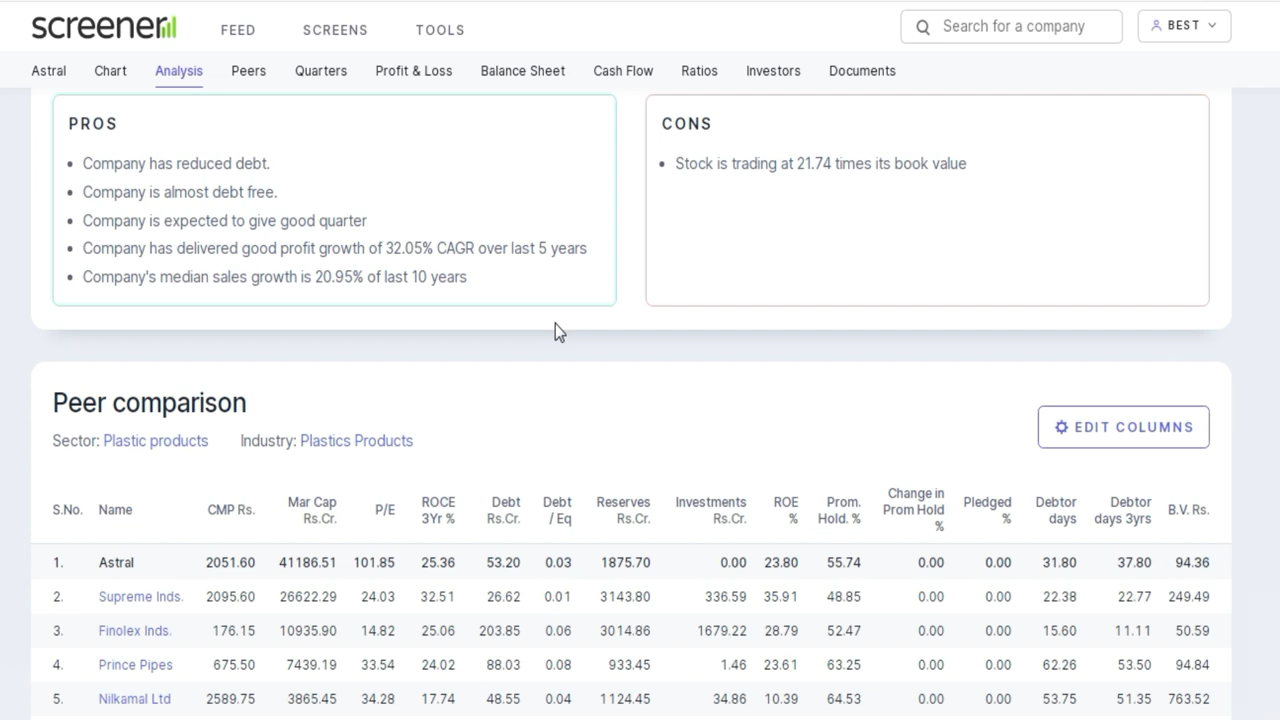 screener
FEED
SCREENS
TOOLS
Search for a company
BEST
Astral
Chart
Analysis
Peers
Quarters
Profit & Loss
Balance Sheet
Cash Flow
Ratios
Investors
Documents
PROS
Company has reduced debt.
Company is almost debt free.
Company is expected to give good quarter
Company has delivered good profit growth of 32.05% CAGR over last 5 years
Company's median sales growth is 20.95% of last 10 years
CONS
Stock is trading at 21.74 times its book value
Peer comparison
Sector: Plastic products Industry: Plastics Products
EDIT COLUMNS
S.No. Name CMP Rs. Mar Cap Rs.Cr. P/E ROCE 3Yr % Debt Rs.Cr. Debt / Eq Reserves Rs.Cr. Investments Rs.Cr. ROE % Prom. Hold. % Change in Prom Hold % Pledged % Debtor days Debtor days 3yrs B.V. Rs.
1. Astral 2051.60 41186.51 101.85 25.36 53.20 0.03 1875.70 0.00 23.80 55.74 0.00 0.00 31.80 37.80 94.36
2. Supreme Inds. 2095.60 26622.29 24.03 32.51 26.62 0.01 3143.80 336.59 35.91 48.85 0.00 0.00 22.38 22.77 249.49
3. Finolex Inds. 176.15 10935.90 14.82 25.06 203.85 0.06 3014.86 1679.22 28.79 52.47 0.00 0.00 15.60 11.11 50.59
4. Prince Pipes 675.50 7439.19 33.54 24.02 88.03 0.08 933.45 1.46 23.61 63.25 0.00 0.00 62.26 53.50 94.84
5. Nilkamal Ltd 2589.75 3865.45 34.28 17.74 48.55 0.04 1124.45 34.86 10.39 64.53 0.00 0.00 53.75 51.35 763.52